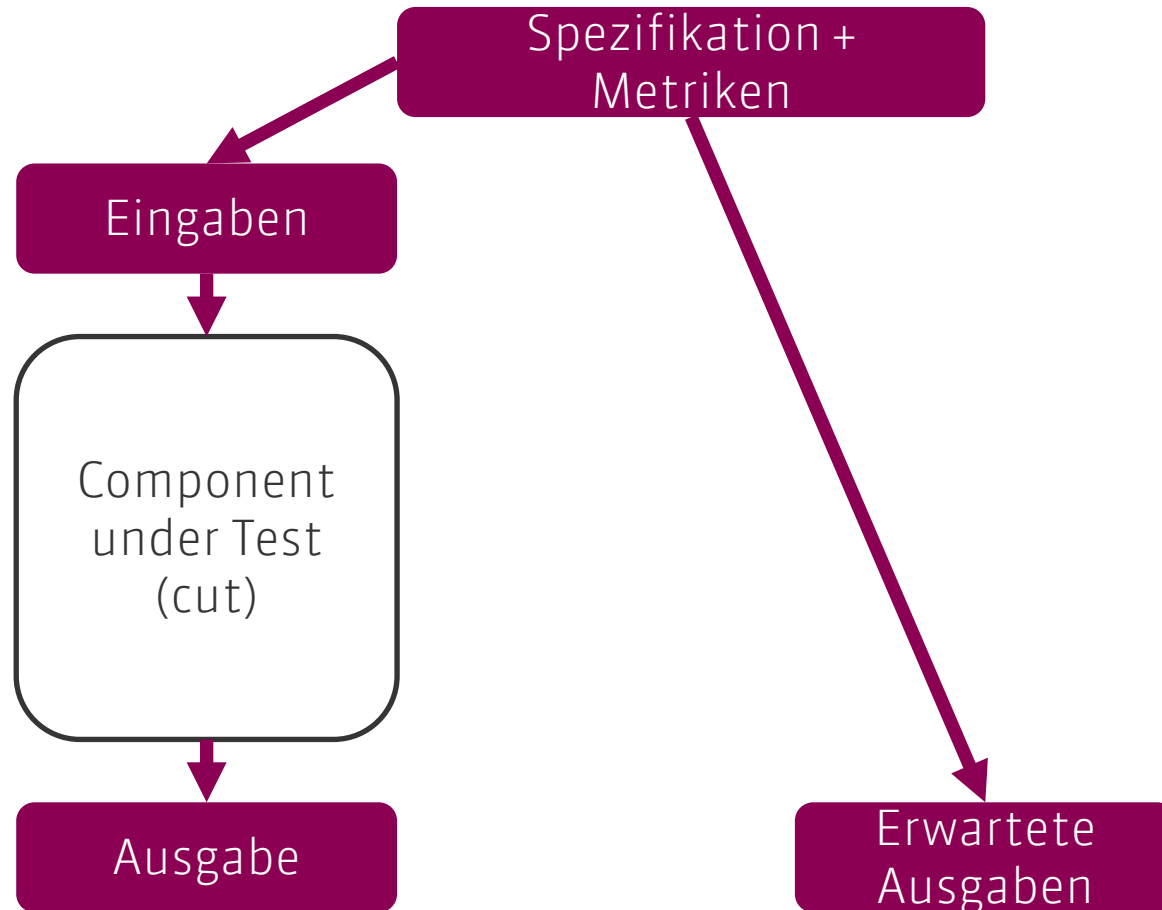 Spezifikation +
Metriken
Eingaben
Component
under Test
(cut)
Ausgabe
Erwartete
Ausgaben